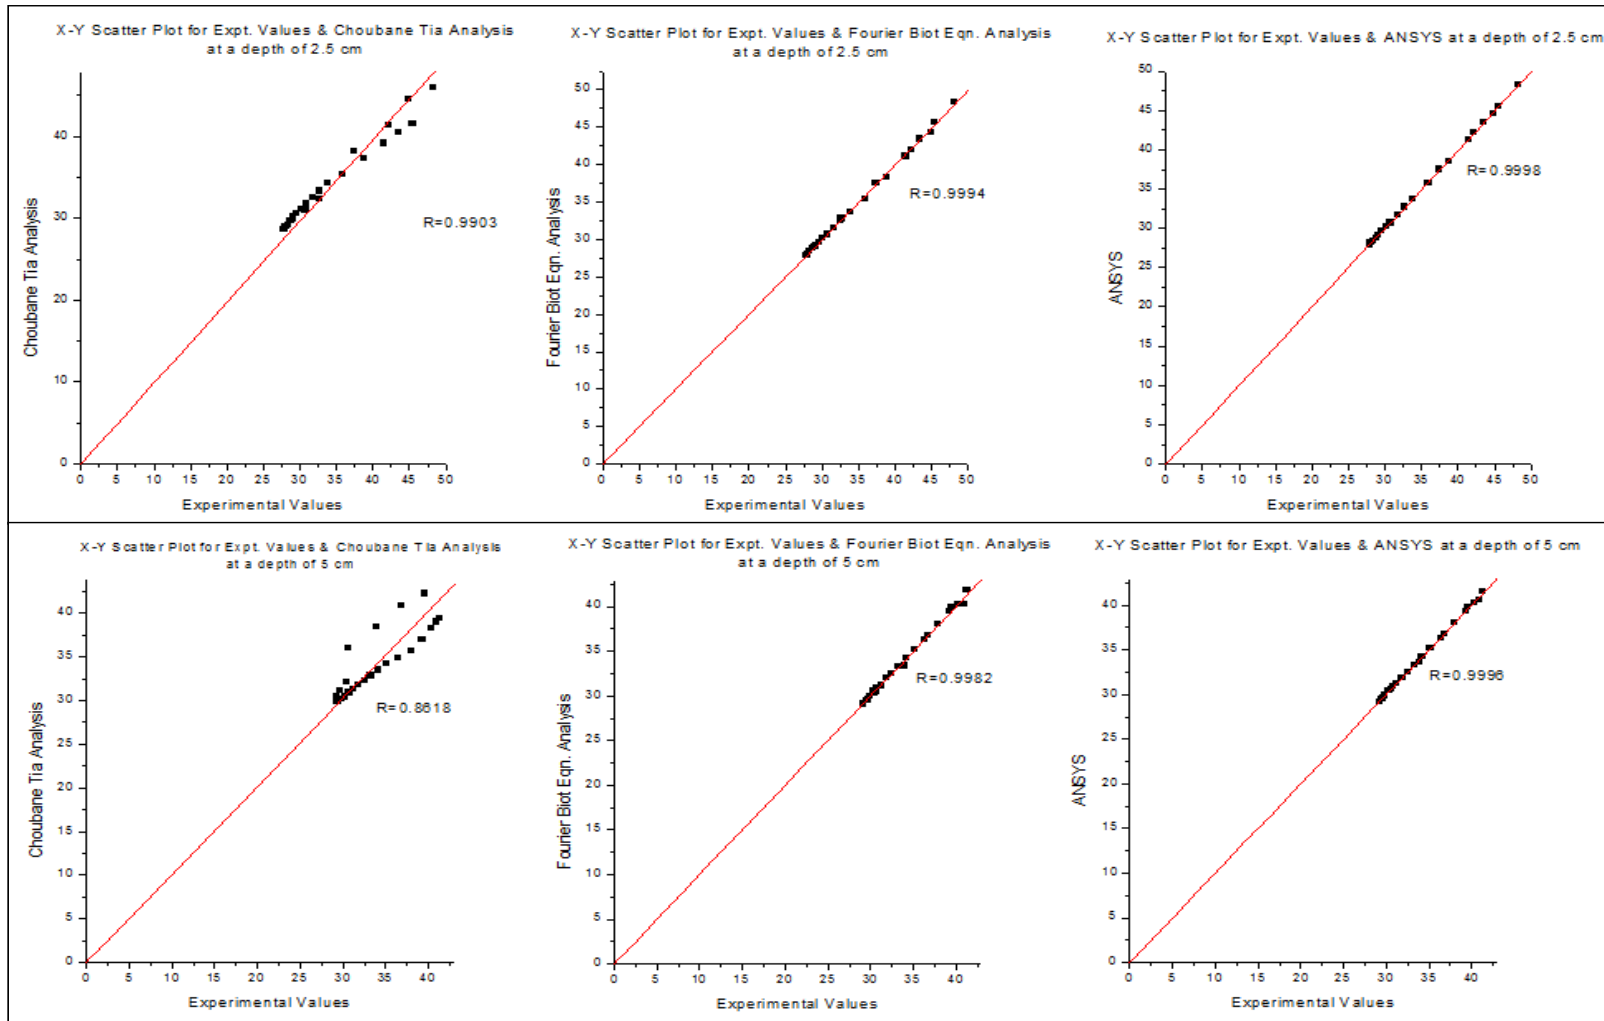 X-Y Scatter Plot for Expt. Values & Choubane Tia Analysis
at a depth of 2.5 cm
40
30
20
10
0
Choubane Tia Analysis
R=0.9903
0 5 10 15 20 25 30 35 40 45 50
Experimental Values
X-Y Scatter Plot for Expt. Values & Fourier Biot Eqn. Analysis
at a depth of 2.5 cm
50
45
40
35
30
25
20
15
10
5
0
Fourier Biot Eqn. Analysis
R=0.9994
0 5 10 15 20 25 30 35 40 45 50
Experimental Values
X-Y Scatter Plot for Expt. Values & ANSYS at a depth of 2.5 cm
50
45
40
35
30
25
20
15
10
5
0
ANSYS
R=0.9998
0 5 10 15 20 25 30 35 40 45 50
Experimental Values
X-Y Scatter Plot for Expt. Values & Choubane Tia Analysis
at a depth of 5 cm
40
35
30
25
20
15
10
5
0
Choubane Tia Analysis
R=0.8618
0 5 10 15 20 25 30 35 40
Experimental Values
X-Y Scatter Plot for Expt. Values & Fourier Biot Eqn. Analysis
at a depth of 5 cm
40
35
30
25
20
15
10
5
0
Fourier Biot Eqn. Analysis
R=0.9982
0 5 10 15 20 25 30 35 40
Experimental Values
X-Y Scatter Plot for Expt. Values & ANSYS at a depth of 5 cm
40
35
30
25
20
15
10
5
0
ANSYS
R=0.9996
0 5 10 15 20 25 30 35 40
Experimental Values